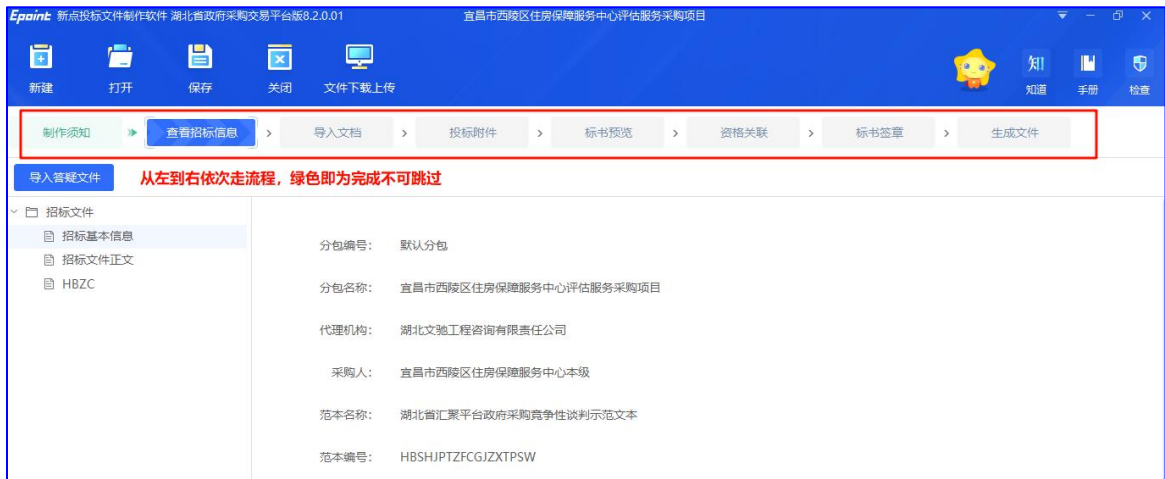 Epoint 新点投标文件制作软件 湖北省政府采购交易平台版8.2.0.01 宜昌市西陵区住房保障服务中心评估服务采购项目
新建 打开 保存 关闭 文件下载上传 知 知道 手册 检查
制作须知 查看招标信息 > 导入文档 > 投标附件 > 标书预览 > 资格关联 > 标书签章 > 生成文件
导入答疑文件 从左到右依次走流程，绿色即为完成不可跳过
招标文件
招标基本信息
招标文件正文
HBZC
分包编号： 默认分包
分包名称： 宜昌市西陵区住房保障服务中心评估服务采购项目
代理机构： 湖北文驰工程咨询有限责任公司
采购人： 宜昌市西陵区住房保障服务中心本级
范本名称： 湖北省汇聚平台政府采购竞争性谈判示范文本
范本编号： HBSHJPTZFCGJZXTPSW